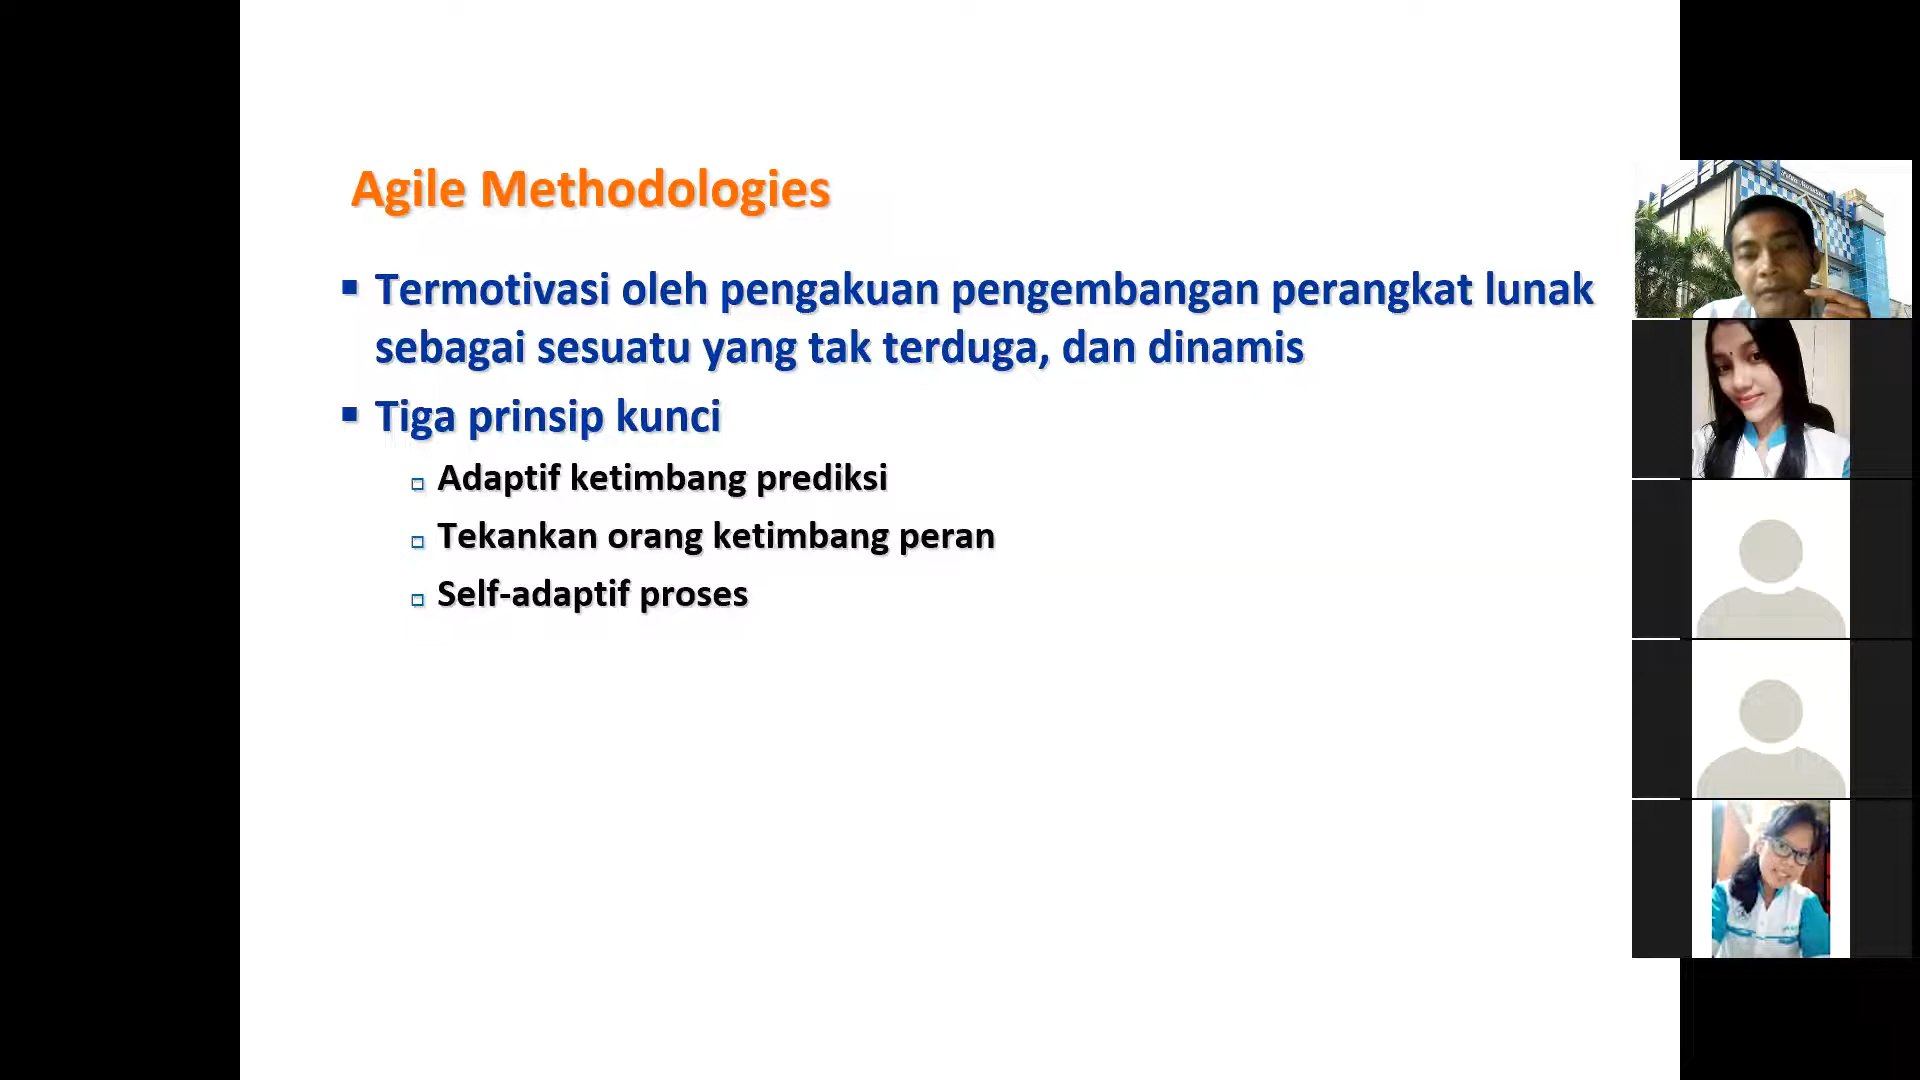 Agile Methodologies
Termotivasi oleh pengakuan pengembangan perangkat lunak
sebagai sesuatu yang tak terduga, dan dinamis
Tiga prinsip kunci
Adaptif ketimbang prediksi
Tekankan orang ketimbang peran
Self-adaptif proses